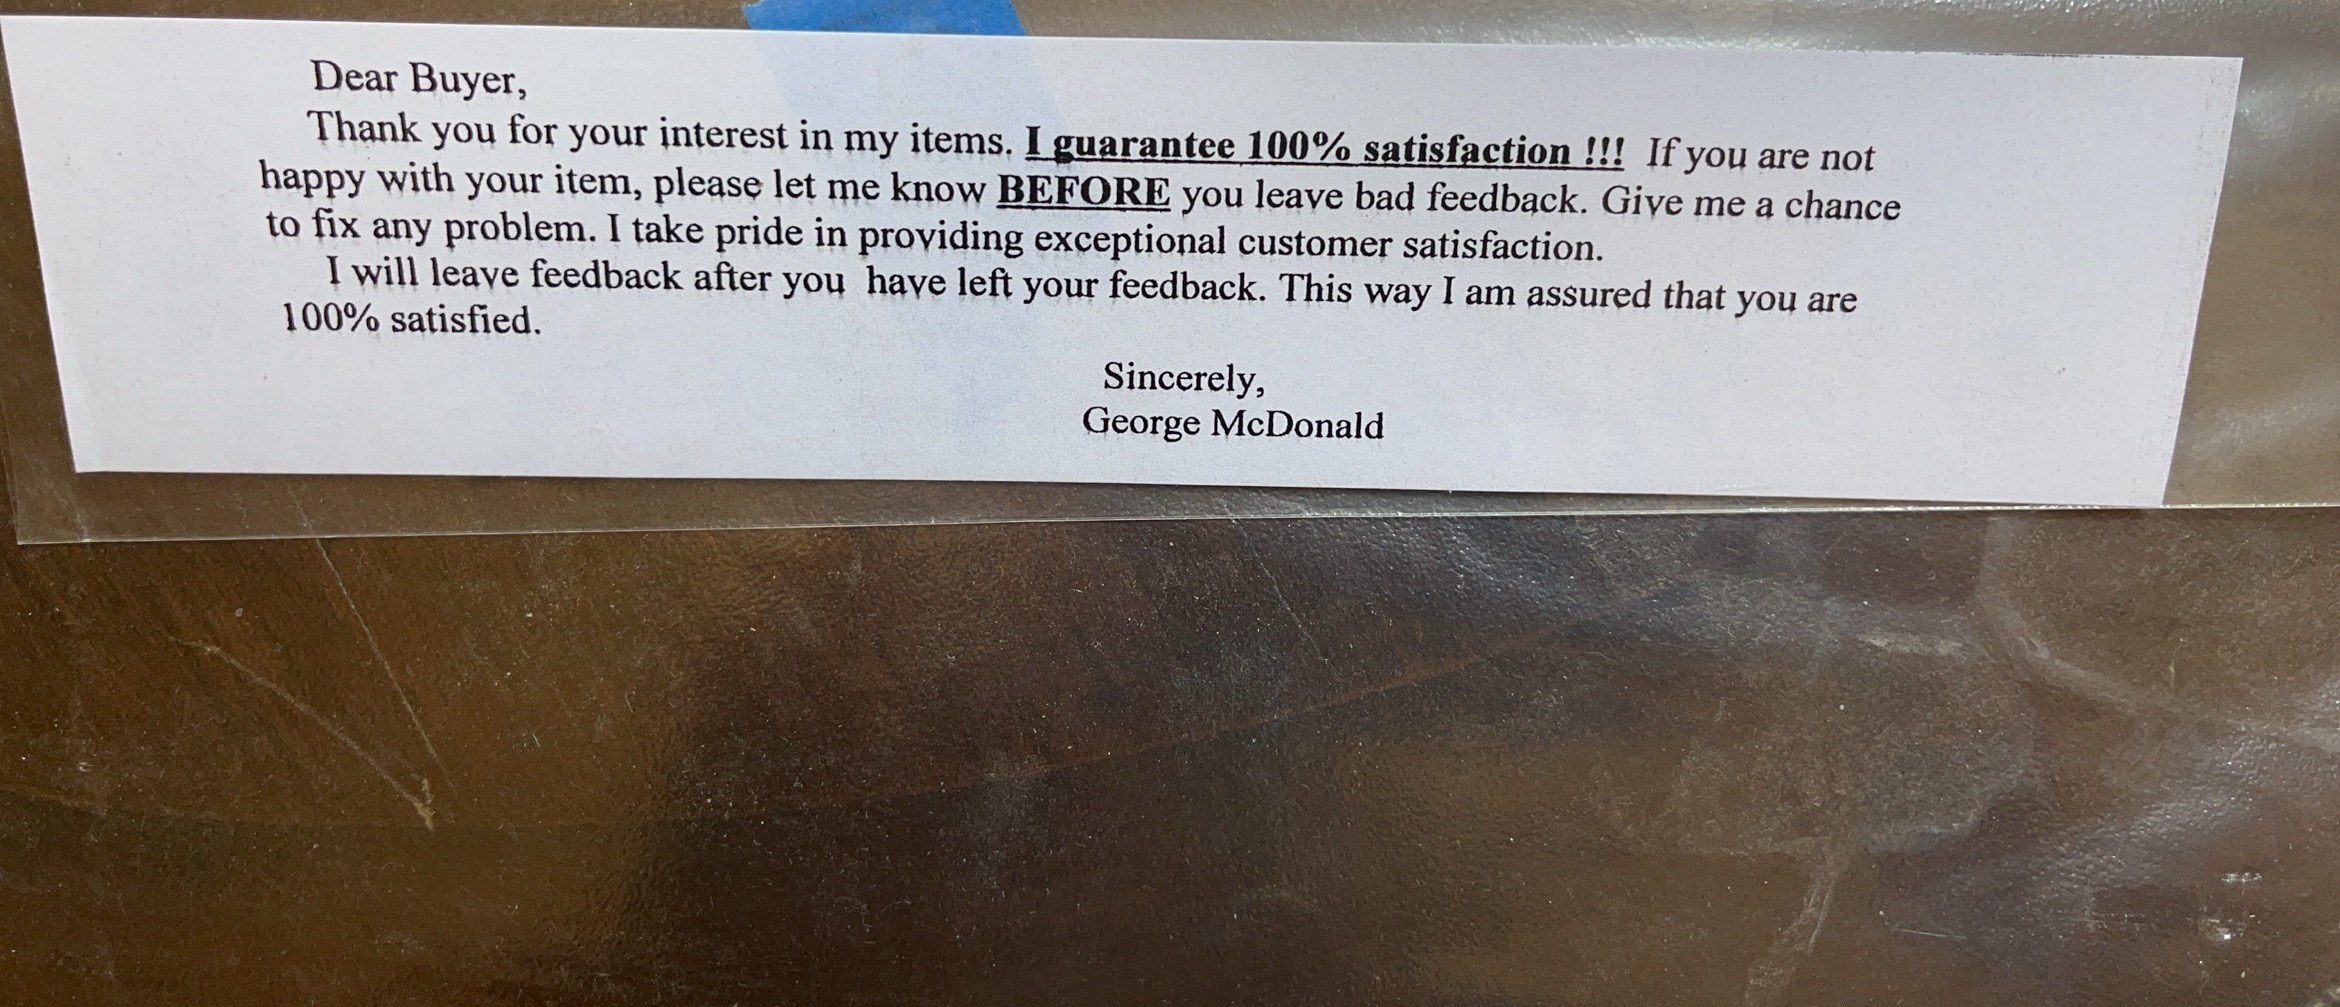 Dear Buyer,
Thank you for your interest in my items. I guarantee 100% satisfaction !!! If you are not
happy with your item, please let me know BEFORE you leave bad feedback. Give me a chance
to fix any problem. I take pride in providing exceptional customer satisfaction.
I will leave feedback after you have left your feedback. This way I am assured that you are
100% satisfied.
Sincerely,
George McDonald